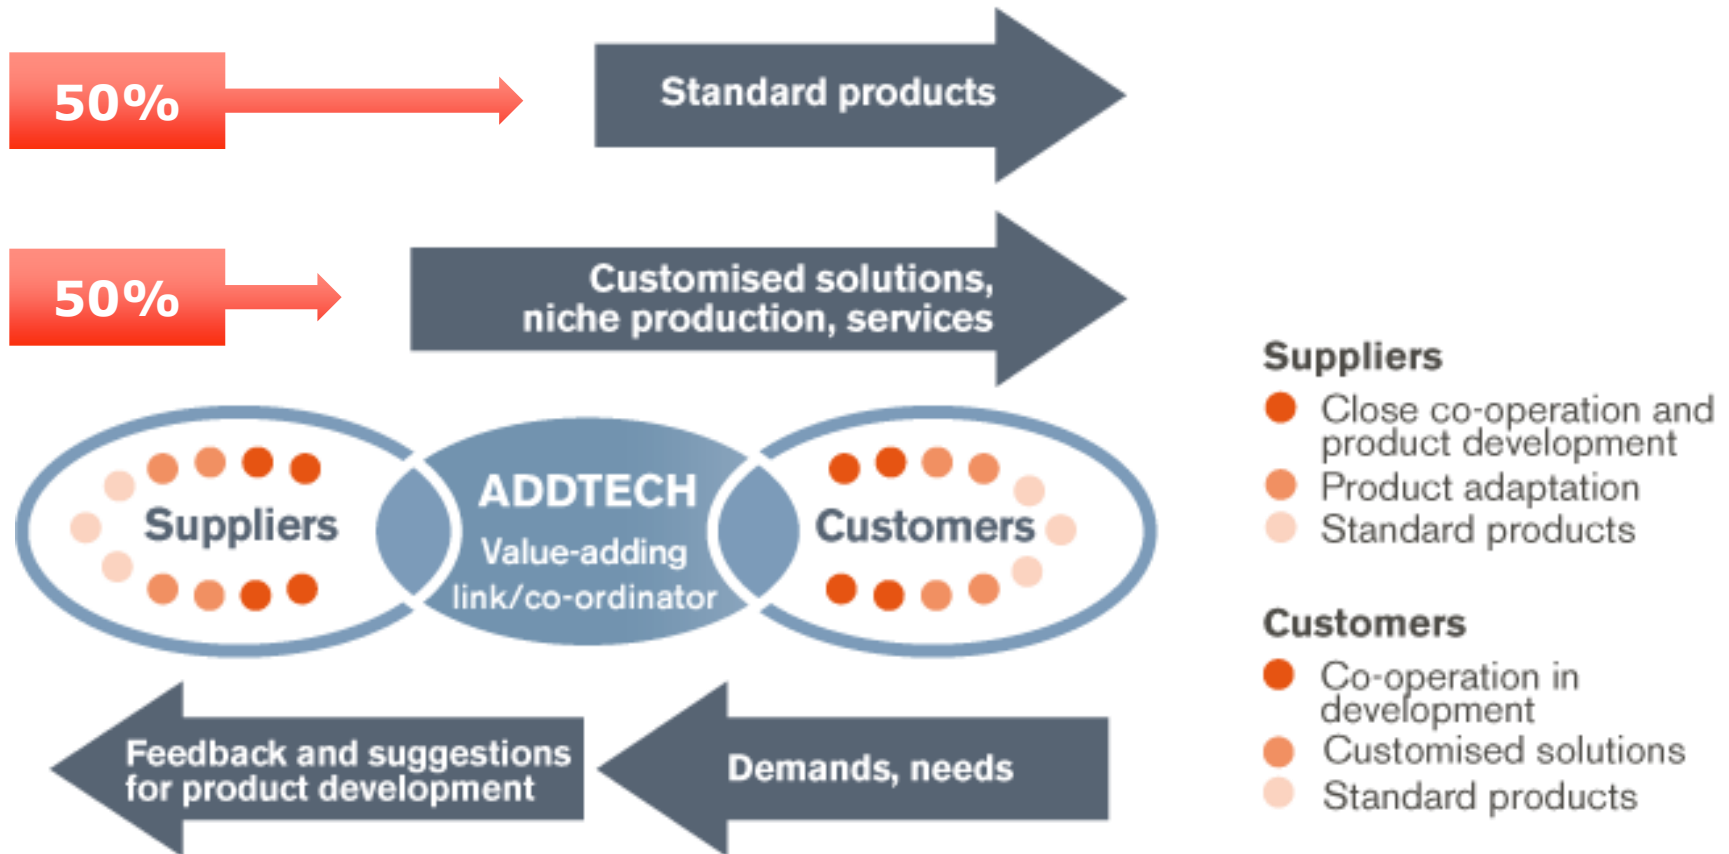 50%
Standard products
50%
Customised solutions,
niche production, services
Suppliers
ADDTECH
Value-adding
link/co-ordinator
Customers
Feedback and suggestions
for product development
Demands, needs
Suppliers
Close co-operation and
product development
Product adaptation
Standard products
Customers
Co-operation in
development
Customised solutions
Standard products